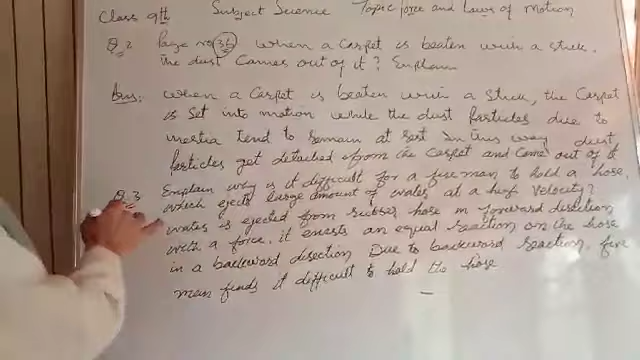 Class 9th Subject Science Topic force and Laws of Motion
Q.2 Page no 36 when a Carpet is beaten with a stick.
The dust Comes out of it? Explain
Ans: when a Carpet is beaten with a Stick, the Carpet
is Set into motion while the dust Particles due to
inertia tend to remain at rest In this way dust
Particles get detached from the Carpet and Come out of it
Q.3 Explain why is it difficult for a fireman to hold a hose,
which ejects large amount of water at a high velocity?
water is ejected from rubber hose in forward direction
with a force, it exerts an equal reaction on the hose
in a backward direction Due to backward reaction, fire
man finds it difficult to hold the hose